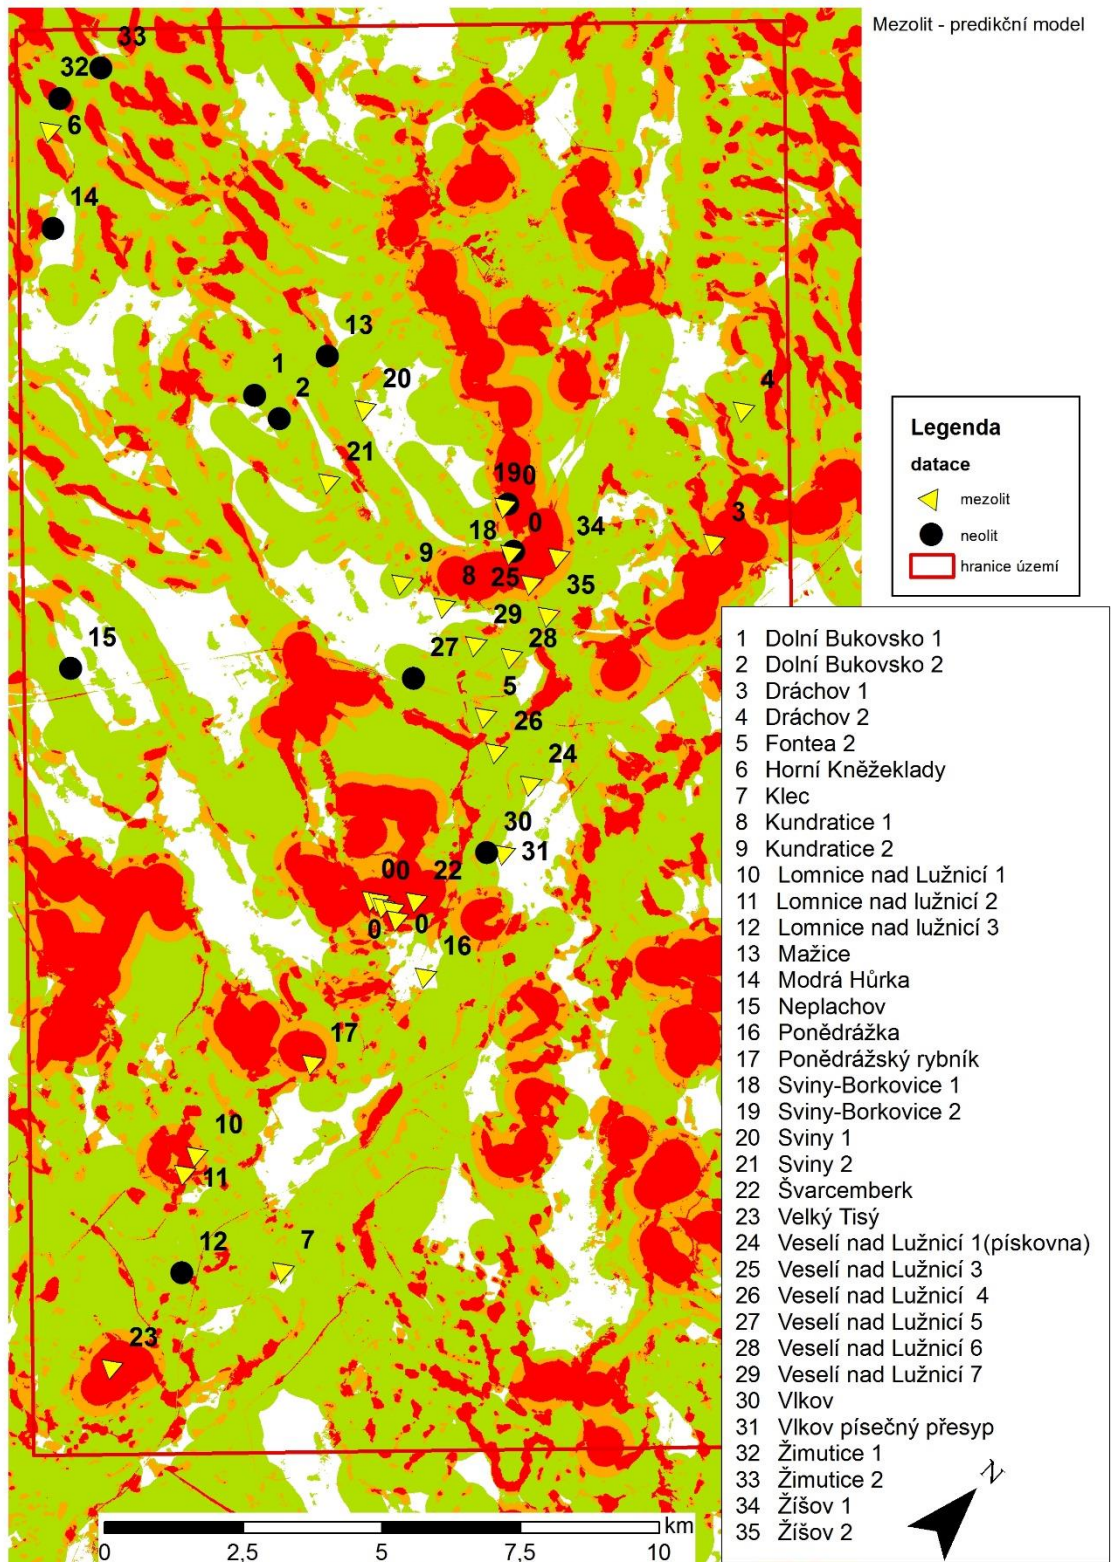 Mezolit - predikční model
33
32
6
14
13
1
2
20
4
21
19
0
3
18
0
34
9
8
25
35
29
27
28
15
5
26
24
30
31
00
22
0
0
16
17
10
11
12
7
23
Legenda
datace
mezolit
neolit
hranice území
1 Dolní Bukovsko 1
2 Dolní Bukovsko 2
3 Dráchov 1
4 Dráchov 2
5 Fontea 2
6 Horní Kněžeklady
7 Klec
8 Kundratice 1
9 Kundratice 2
10 Lomnice nad Lužnicí 1
11 Lomnice nad lužnicí 2
12 Lomnice nad lužnicí 3
13 Mažice
14 Modrá Hůrka
15 Neplachov
16 Ponědrážka
17 Ponědrážský rybník
18 Sviny-Borkovice 1
19 Sviny-Borkovice 2
20 Sviny 1
21 Sviny 2
22 Švarcemberk
23 Velký Tisý
24 Veselí nad Lužnicí 1(pískovna)
25 Veselí nad Lužnicí 3
26 Veselí nad Lužnicí 4
27 Veselí nad Lužnicí 5
28 Veselí nad Lužnicí 6
29 Veselí nad Lužnicí 7
30 Vlkov
31 Vlkov písečný přesyp
32 Žimutice 1
33 Žimutice 2
34 Žíšov 1
35 Žíšov 2
N
km
0 2,5 5 7,5 10